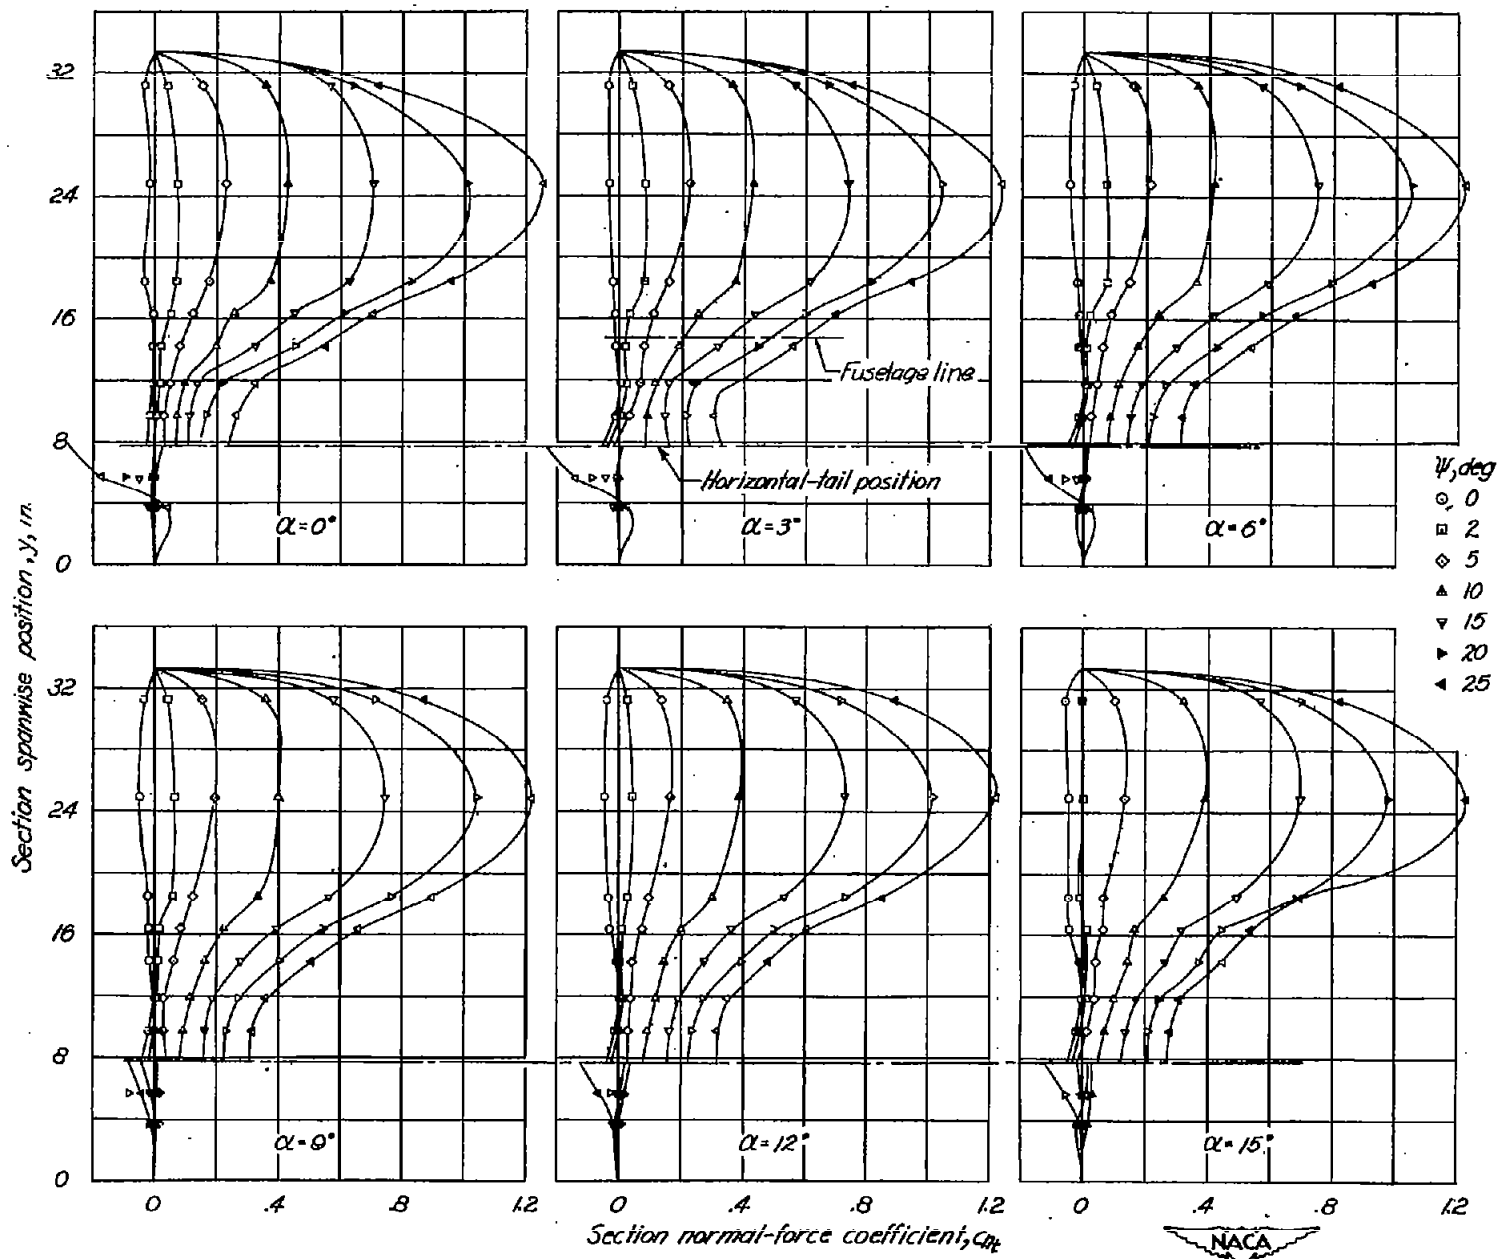 32
24
16
8
0
Section spanwise position, y, in.
α=0°
α=3°
α=6°
Fuselage line
Horizontal-tail position
ψ, deg
0
2
5
10
15
20
25
32
24
16
8
0
α=9°
α=12°
α=15°
0 .4 .8 1.2
0 .4 .8 1.2
0 .4 .8 1.2
Section normal-force coefficient, cnt
NACA